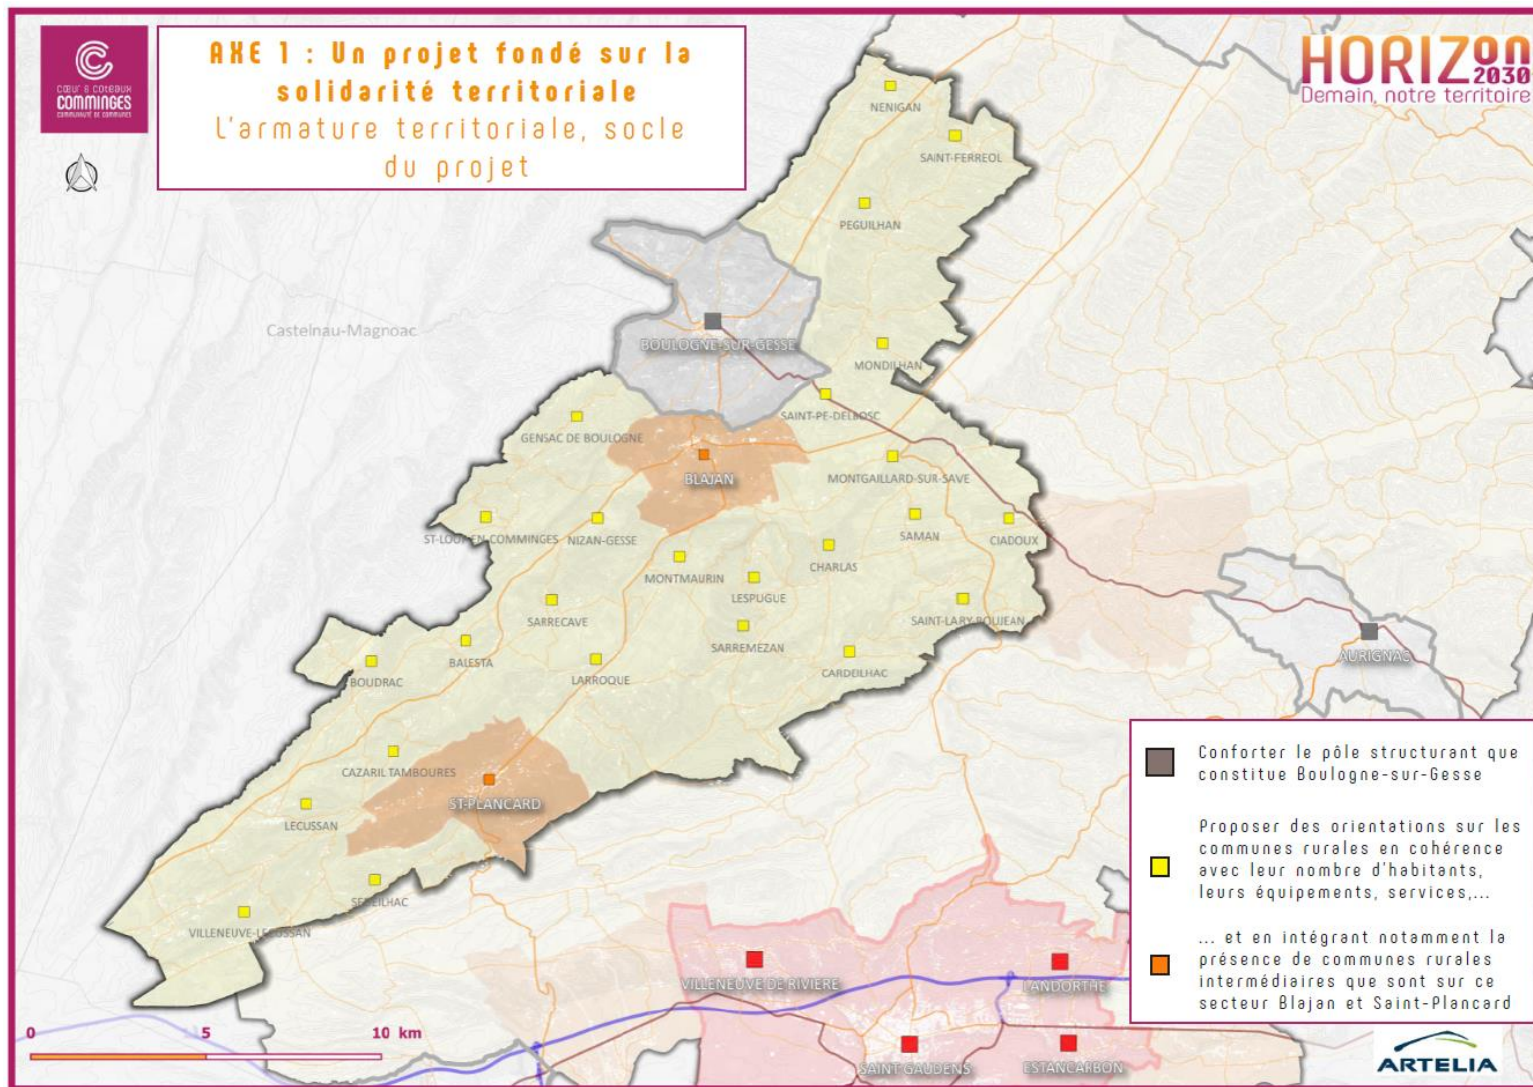 CŒUR & COTEAUX
COMMINGES
COMMUNAUTÉ DE COMMUNES
AXE 1 : Un projet fondé sur la
solidarité territoriale
L'armature territoriale, socle
du projet
HORIZON
2030
Demain, notre territoire
NENIGAN
SAINT-FERREOL
PEGUILHAN
Castelnau-Magnoac
BOULOGNE-SUR-GESSE
MONDILHAN
SAINT-PE-DELBOSC
GENSAC DE BOULOGNE
BLAJAN
MONTGAILLARD-SUR-SAVE
ST-LOUP-EN-COMMINGES
NIZAN-GESSE
SAMAN
CIADOUX
MONTMAURIN
CHARLAS
LESPUGUE
SARRECAVE
SAINT-LARY-BOUJEAN
SARREMEZAN
BALESTA
BOUDRAC
LARROQUE
CARDEILHAC
AURIGNAC
CAZARIL TAMBOURES
ST-PLANCARD
LECUSSAN
SEDEILHAC
VILLENEUVE-LECUSSAN
VILLENEUVE DE RIVIERE
LANDORTHE
SAINT GAUDENS
ESTANCARBON
Conforter le pôle structurant que
constitue Boulogne-sur-Gesse
Proposer des orientations sur les
communes rurales en cohérence
avec leur nombre d'habitants,
leurs équipements, services,...
... et en intégrant notamment la
présence de communes rurales
intermédiaires que sont sur ce
secteur Blajan et Saint-Plancard
0 5 10 km
ARTELIA